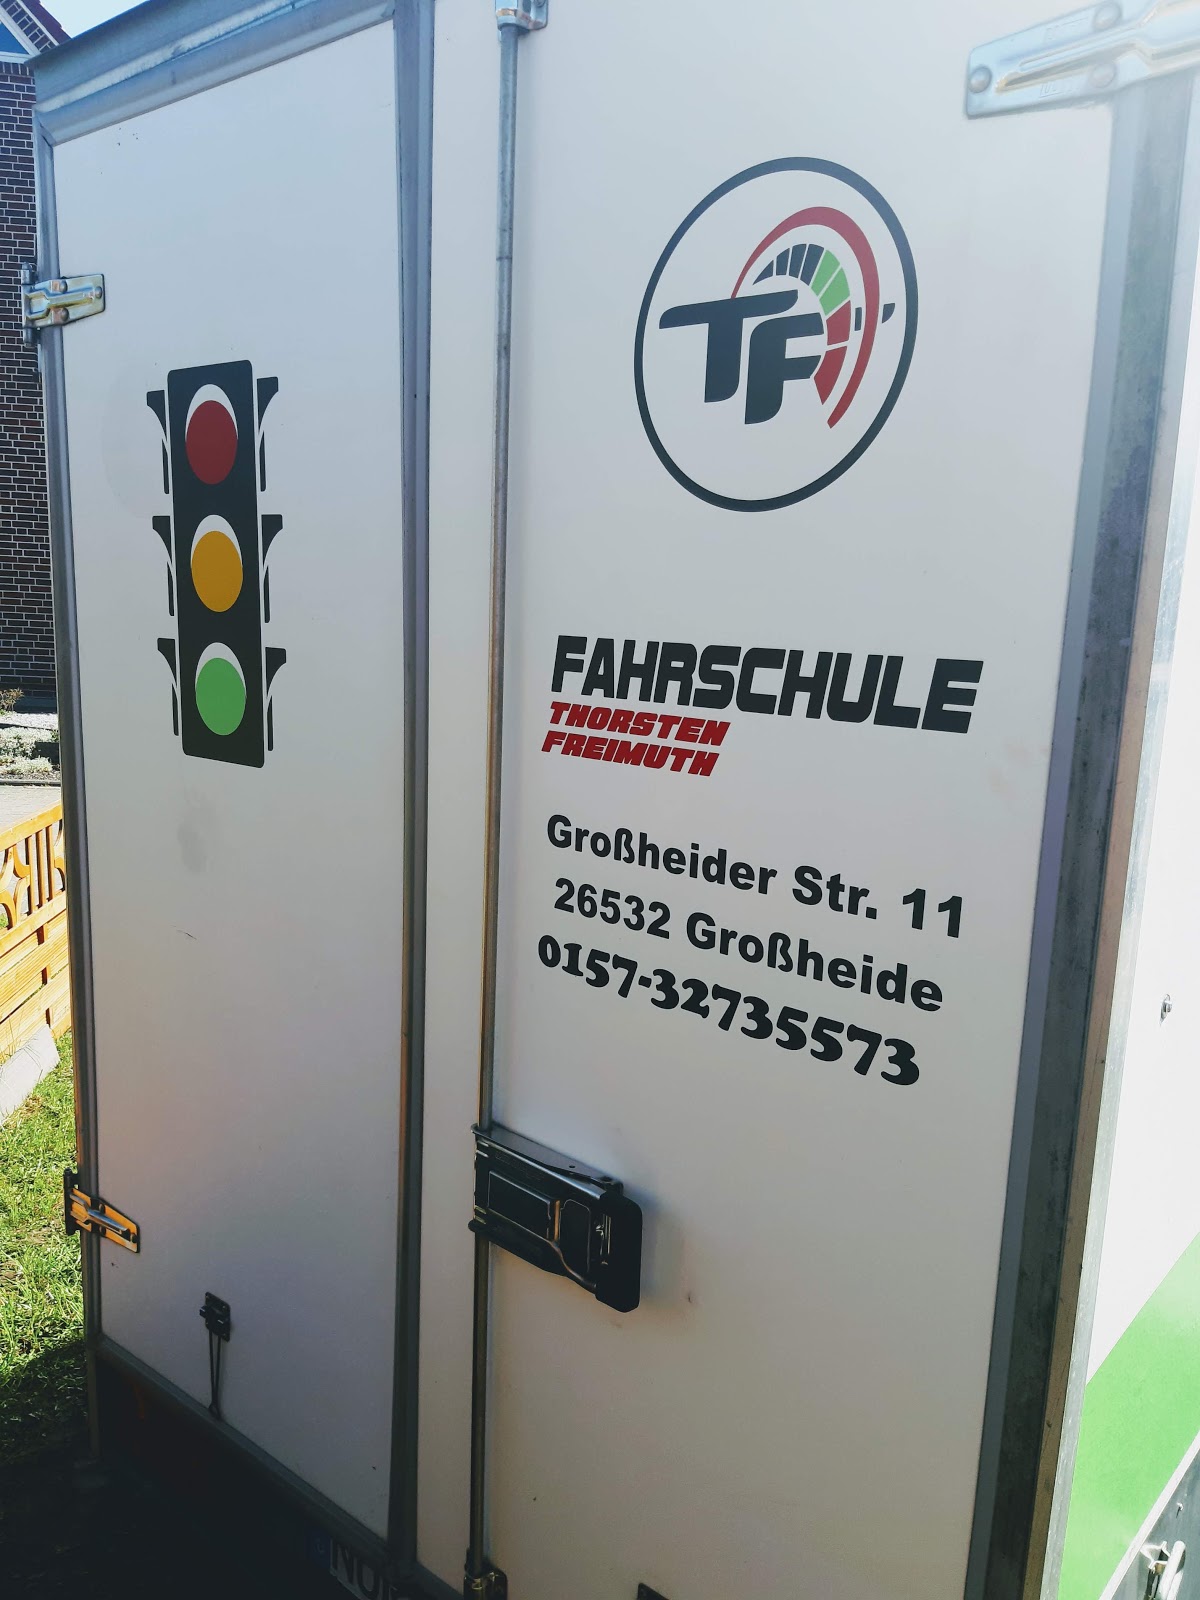 TF
FAHRSCHULE
THORSTEN
FREIMUTH
Großheider Str. 11
26532 Großheide
0157-32735573